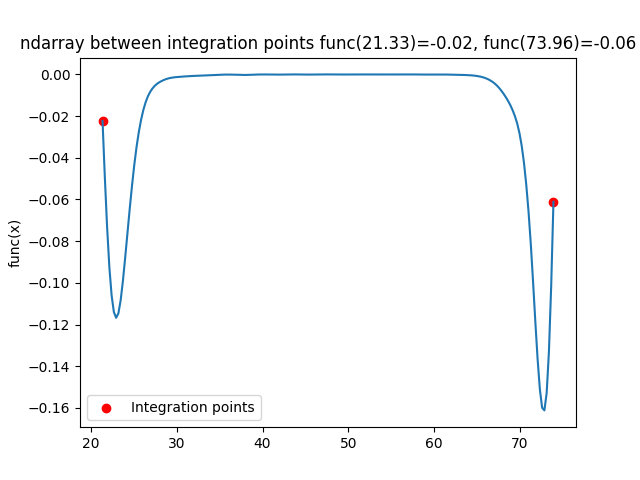 ndarray between integration points func(21.33)=-0.02, func(73.96)=-0.06
0.00
−0.02
−0.04
−0.06
−0.08
−0.10
−0.12
−0.14
−0.16
func(x)
Integration points
20 30 40 50 60 70